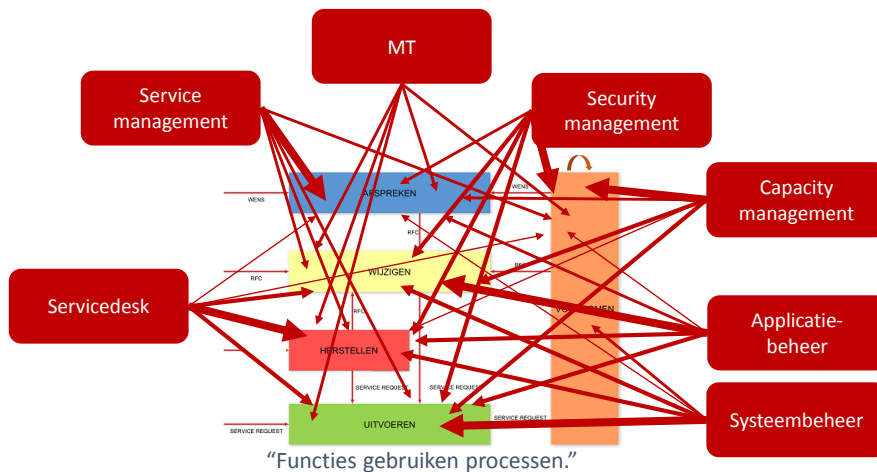 MT
Service
management
Security
management
AFSPREKEN
WENS
WENS
Capacity
management
RFC
WIJZIGEN
RFC
RFC
Servicedesk
RFC
HERSTELLEN
Applicatie-
beheer
SERVICE REQUEST
SERVICE REQUEST
UITVOEREN
SERVICE REQUEST
SERVICE REQUEST
Systeembeheer
“Functies gebruiken processen.”